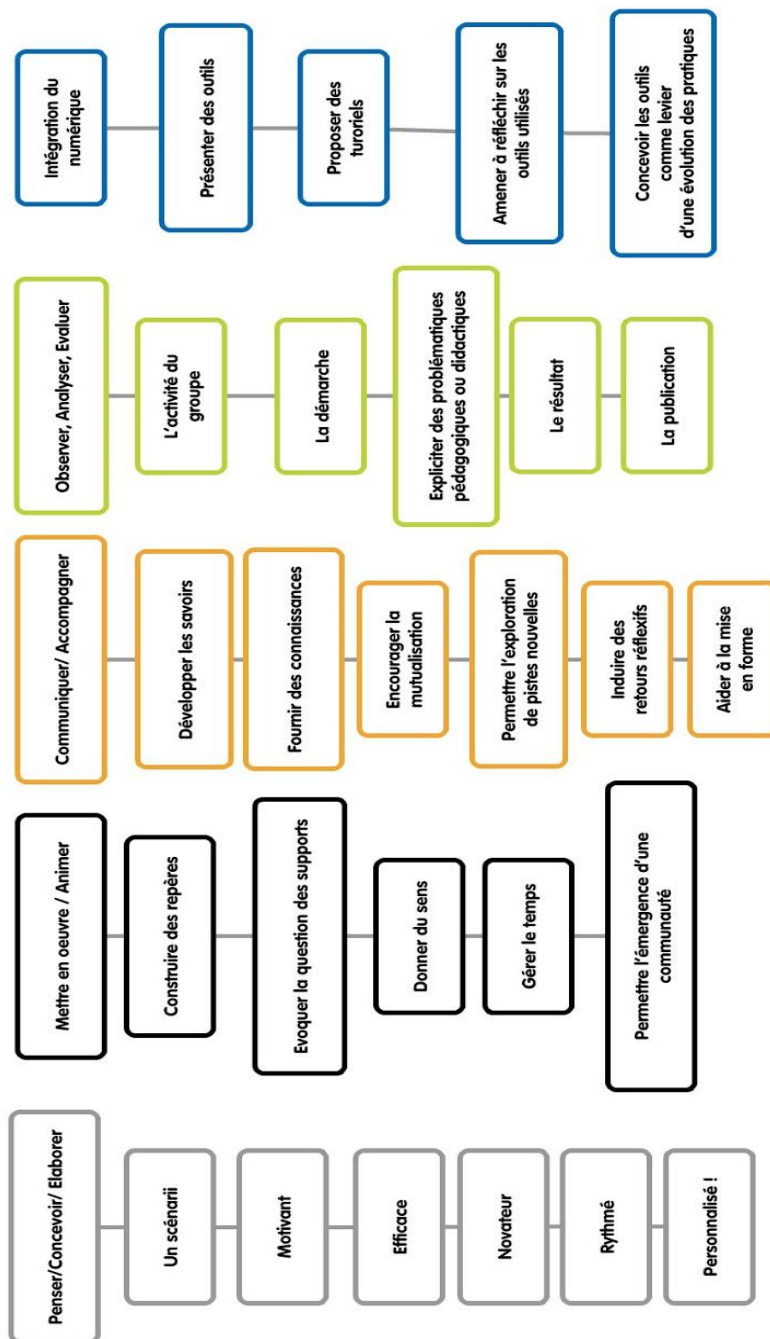 Penser/Concevoir/ Elaborer
Un scénarii
Motivant
Efficace
Novateur
Rythmé
Personnalisé !
Mettre en oeuvre / Animer
Construire des repères
Evoquer la question des supports
Donner du sens
Gérer le temps
Permettre l'émergence d'une
communauté
Communiquer/ Accompagner
Développer les savoirs
Fournir des connaissances
Encourager la
mutualisation
Permettre l'exploration
de pistes nouvelles
Induire des
retours réflexifs
Aider à la mise
en forme
Observer, Analyser, Evaluer
L'activité du
groupe
La démarche
Expliciter des problématiques
pédagogiques ou didactiques
Le résultat
La publication
Intégration du
numérique
Présenter des outils
Proposer des
turoriels
Amener à réfléchir sur les
outils utilisés
Concevoir les outils
comme levier
d'une évolution des pratiques